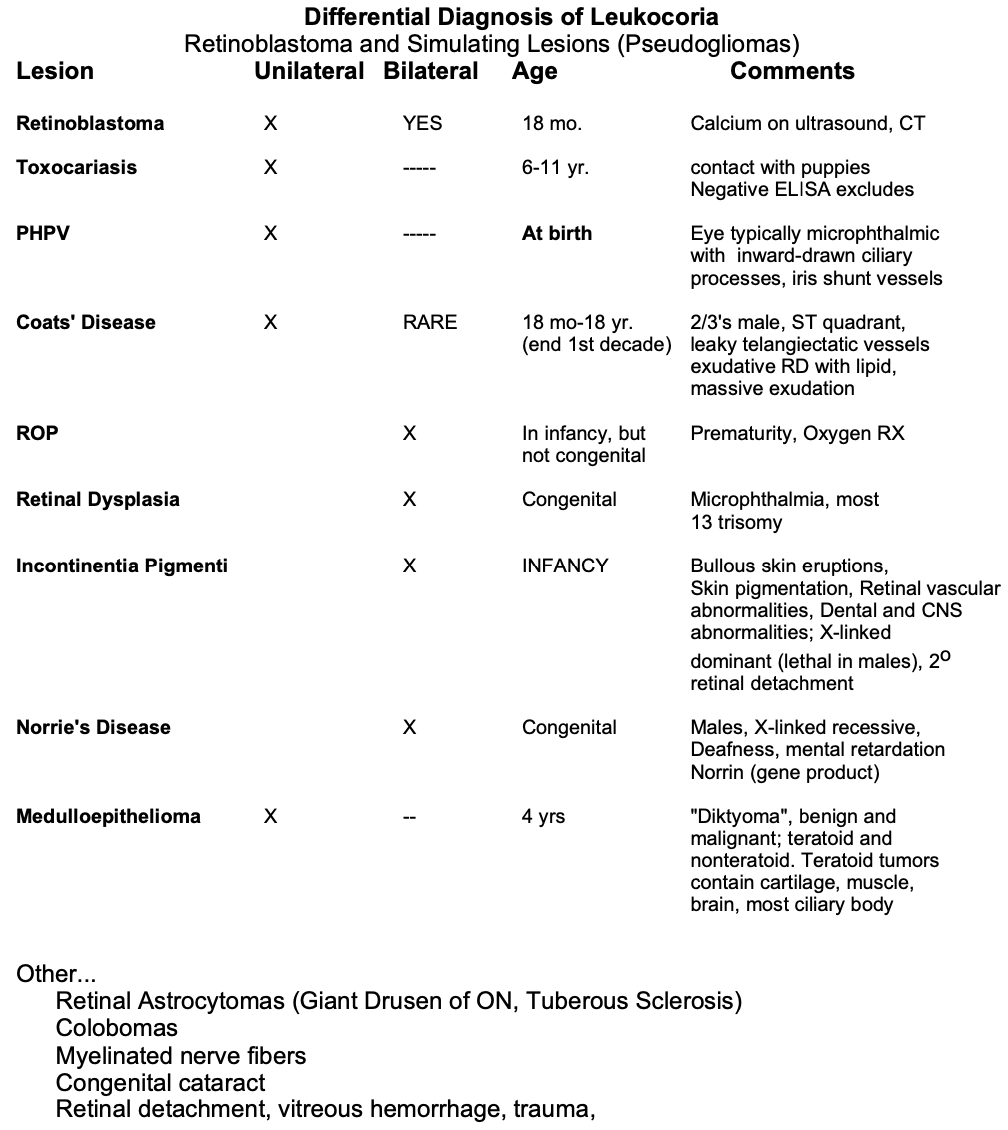 Differential Diagnosis of Leukocoria
Retinoblastoma and Simulating Lesions (Pseudogliomas)
Lesion Unilateral Bilateral Age Comments
Retinoblastoma X YES 18 mo. Calcium on ultrasound, CT
Toxocariasis X ----- 6-11 yr. contact with puppies
Negative ELISA excludes
PHPV X ----- At birth Eye typically microphthalmic
with inward-drawn ciliary
processes, iris shunt vessels
Coats' Disease X RARE 18 mo-18 yr. 2/3's male, ST quadrant,
(end 1st decade) leaky telangiectatic vessels
exudative RD with lipid,
massive exudation
ROP X In infancy, but Prematurity, Oxygen RX
not congenital
Retinal Dysplasia X Congenital Microphthalmia, most
13 trisomy
Incontinentia Pigmenti X INFANCY Bullous skin eruptions,
Skin pigmentation, Retinal vascular
abnormalities, Dental and CNS
abnormalities; X-linked
dominant (lethal in males), 2º
retinal detachment
Norrie's Disease X Congenital Males, X-linked recessive,
Deafness, mental retardation
Norrin (gene product)
Medulloepithelioma X -- 4 yrs "Diktyoma", benign and
malignant; teratoid and
nonteratoid. Teratoid tumors
contain cartilage, muscle,
brain, most ciliary body
Other...
Retinal Astrocytomas (Giant Drusen of ON, Tuberous Sclerosis)
Colobomas
Myelinated nerve fibers
Congenital cataract
Retinal detachment, vitreous hemorrhage, trauma,